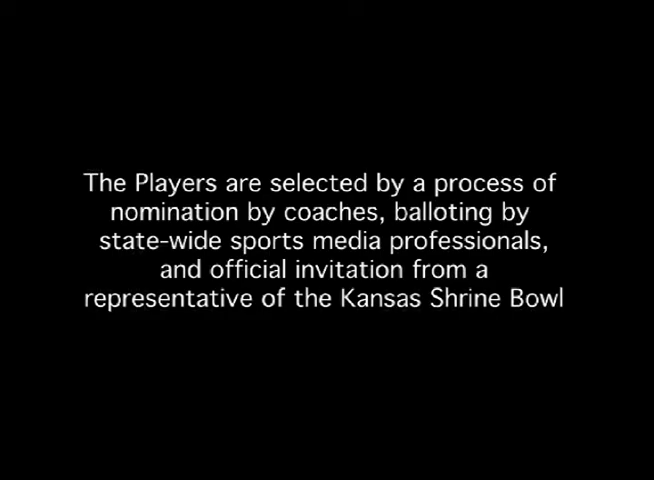 The Players are selected by a process of
nomination by coaches, balloting by
state-wide sports media professionals,
and official invitation from a
representative of the Kansas Shrine Bowl